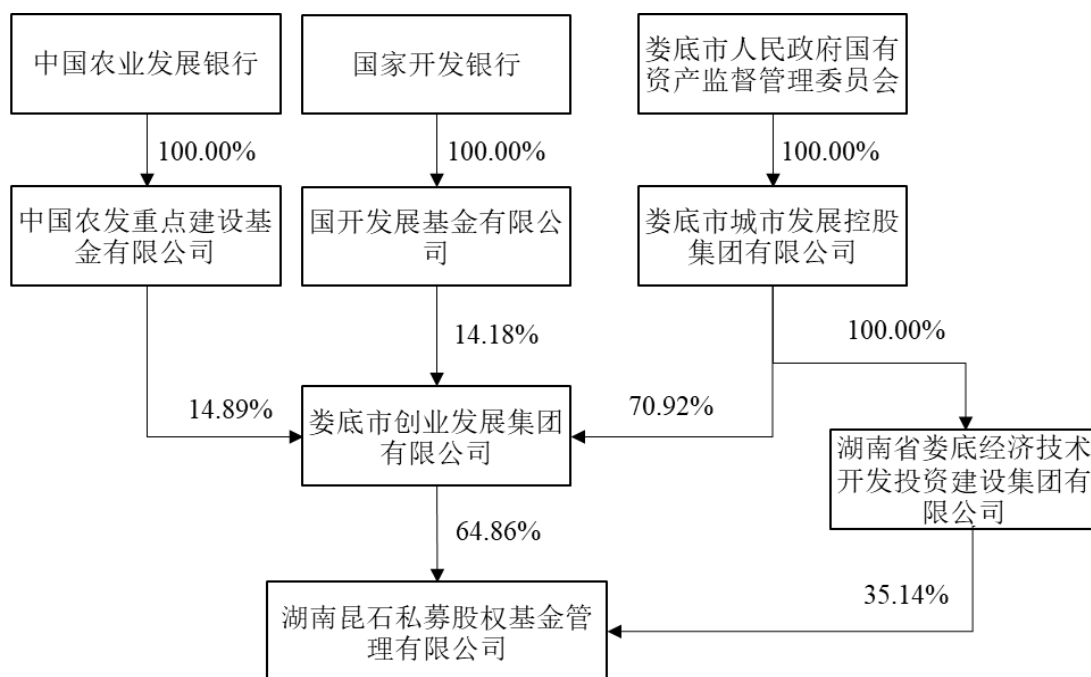 中国农业发展银行
国家开发银行
娄底市人民政府国有
资产监督管理委员会
100.00%
100.00%
100.00%
中国农发重点建设基
金有限公司
国开发展基金有限公
司
娄底市城市发展控股
集团有限公司
14.18%
100.00%
14.89%
70.92%
娄底市创业发展集团
有限公司
湖南省娄底经济技术
开发投资建设集团有
限公司
64.86%
35.14%
湖南昆石私募股权基金管
理有限公司